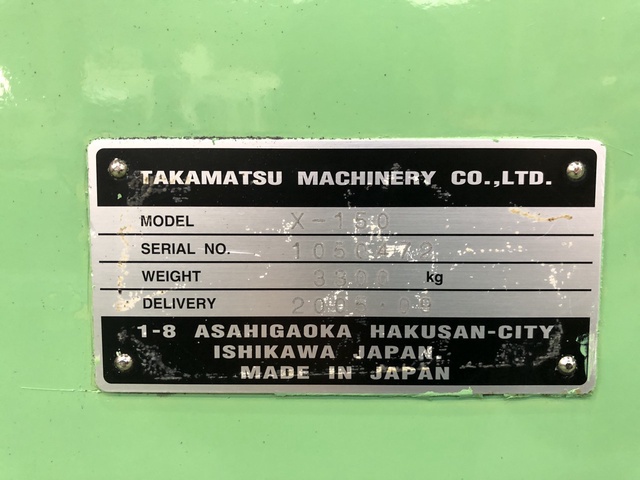 TAKAMATSU MACHINERY CO.,LTD.
MODEL X-150
SERIAL NO.
WEIGHT 3300 kg
DELIVERY
1-8 ASAHIGAOKA HAKUSAN-CITY
ISHIKAWA JAPAN.
MADE IN JAPAN